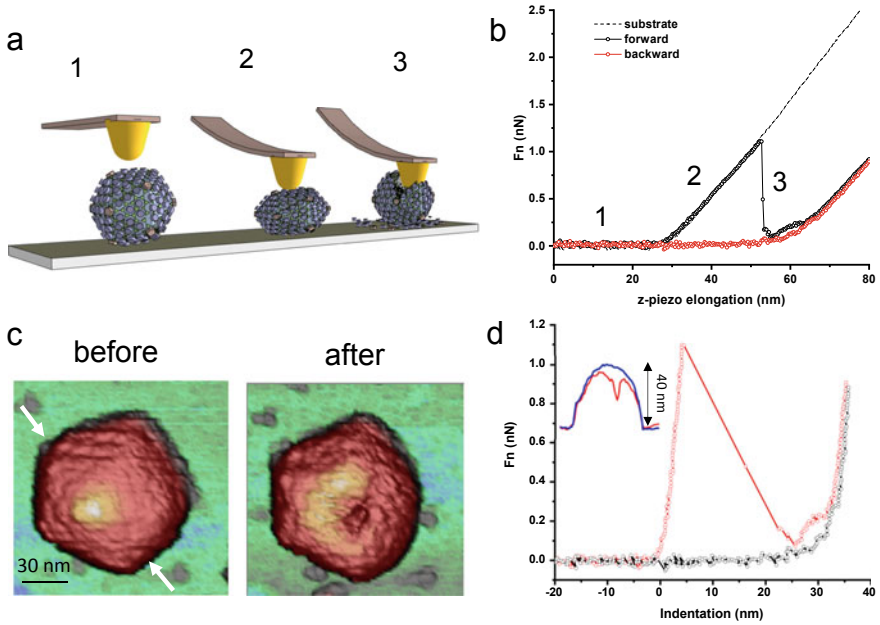 a
1
2
3
b
substrate
forward
backward
Fn (nN)
2.5
2.0
1.5
1.0
0.5
0.0
1
2
3
0
20
40
60
80
z-piezo elongation (nm)
c
before
after
30 nm
d
Fn (nN)
1.2
1.0
0.8
0.6
0.4
0.2
0.0
40 nm
-20
-10
0
10
20
30
40
Indentation (nm)